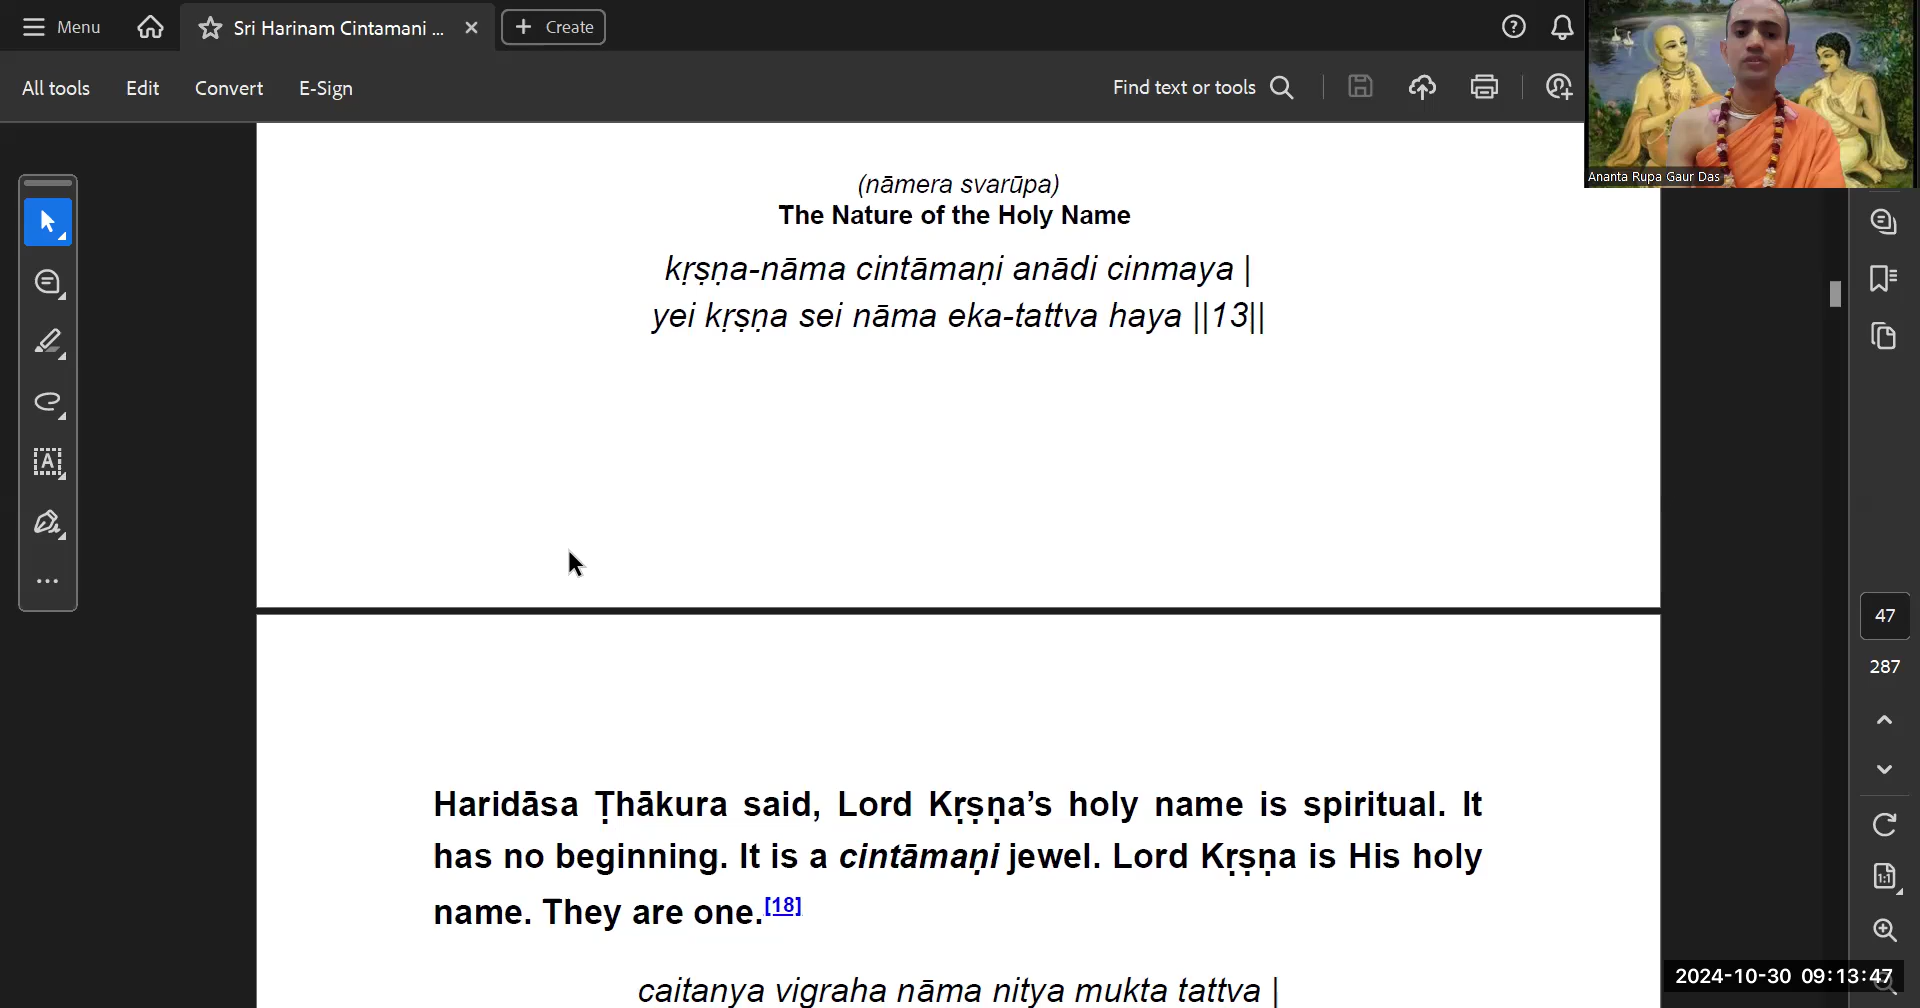 Menu
Sri Harinam Cintamani ...
Create
All tools
Edit
Convert
E-Sign
Find text or tools
Ananta Rupa Gaur Das
(nāmera svarūpa)
The Nature of the Holy Name
kṛṣṇa-nāma cintāmaṇi anādi cinmaya |
yei kṛṣṇa sei nāma eka-tattva haya ||13||
Haridāsa Ṭhākura said, Lord Kṛṣṇa’s holy name is spiritual. It
has no beginning. It is a cintāmaṇi jewel. Lord Kṛṣṇa is His holy
name. They are one.[18]
caitanya vigraha nāma nitya mukta tattva |
47
287
1:1
2024-10-30 09:13:47